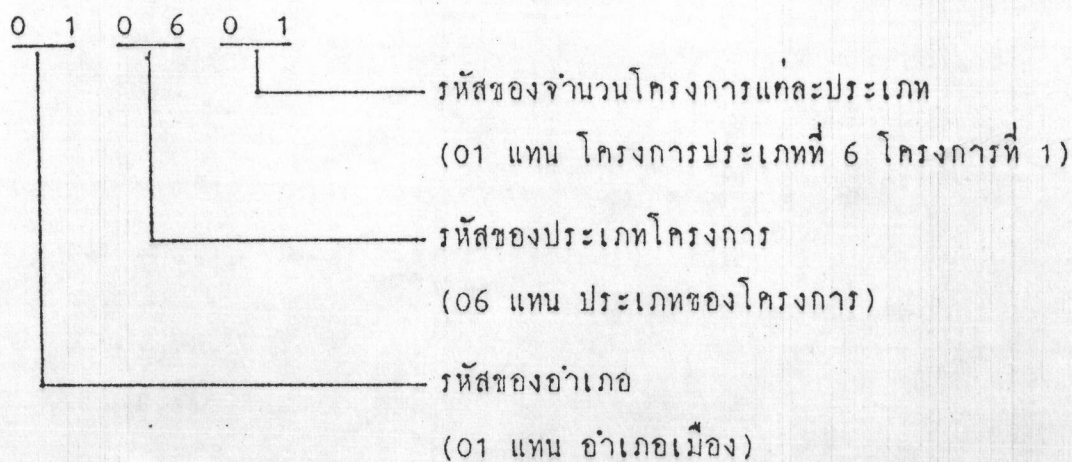 0 1 0 6 0 1
รหัสของจำนวนโครงการแต่ละประเภท
(01 แทน โครงการประเภทที่ 6 โครงการที่ 1)
รหัสของประเภทโครงการ
(06 แทน ประเภทของโครงการ)
รหัสของอำเภอ
(01 แทน อำเภอเมือง)